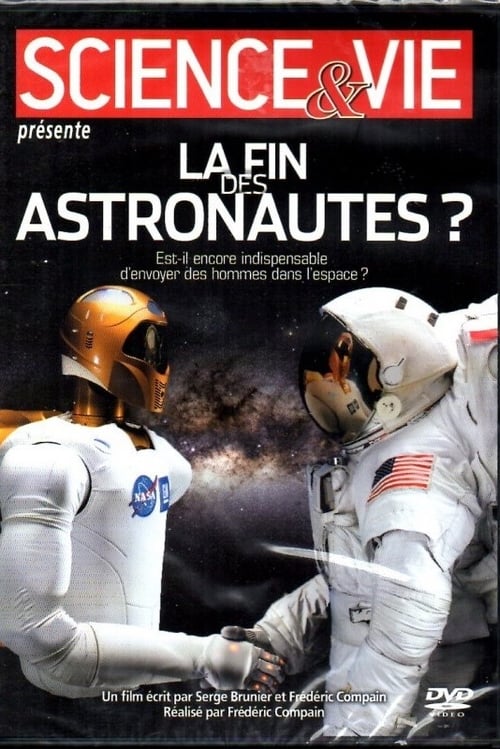 SCIENCE&VIE
présente
LA FIN
DES
ASTRONAUTES ?
Est-il encore indispensable
d'envoyer des hommes dans l'espace ?
NASA
GM
Un film écrit par Serge Brunier et Frédéric Compain
Réalisé par Frédéric Compain
DVD
VIDEO